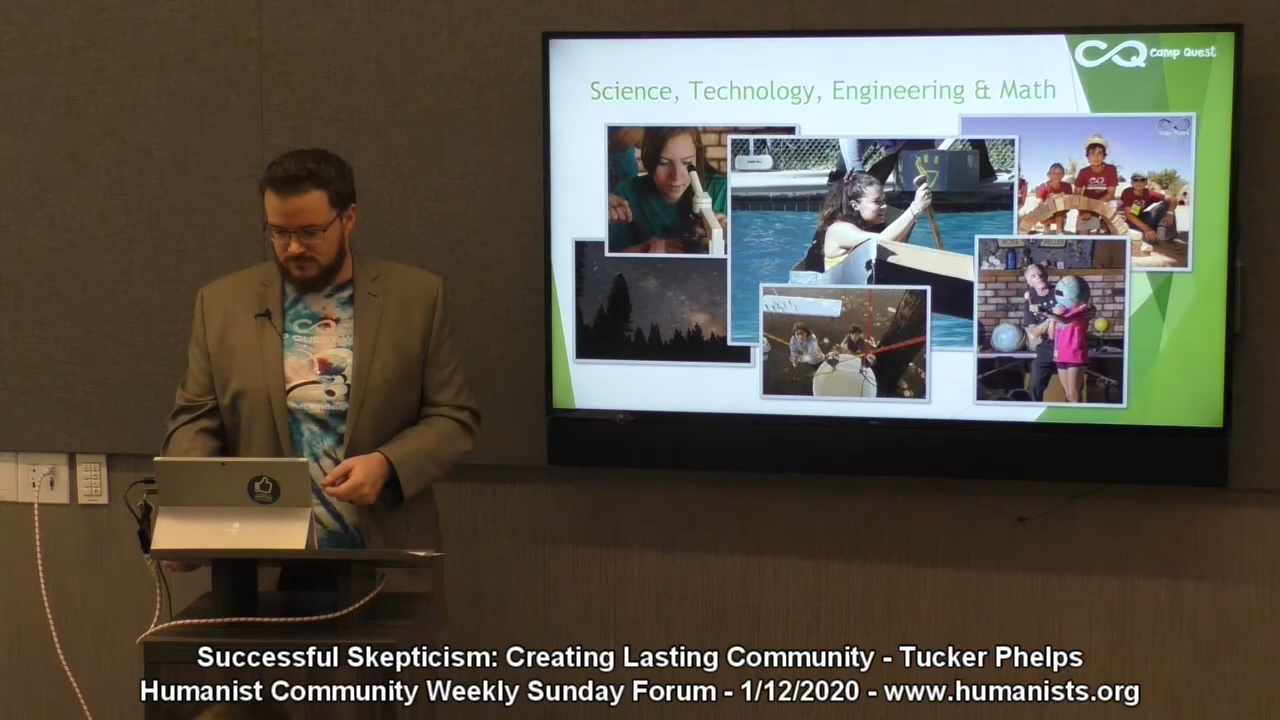 CAMP QUEST
Science, Technology, Engineering & Math
Successful Skepticism: Creating Lasting Community - Tucker Phelps
Humanist Community Weekly Sunday Forum - 1/12/2020 - www.humanists.org